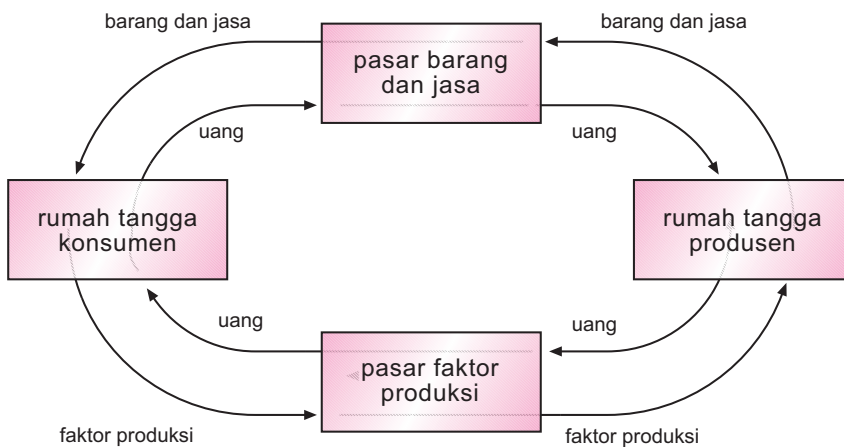 barang dan jasa
barang dan jasa
pasar barang
dan jasa
uang
uang
rumah tangga
konsumen
rumah tangga
produsen
uang
uang
pasar faktor
produksi
faktor produksi
faktor produksi